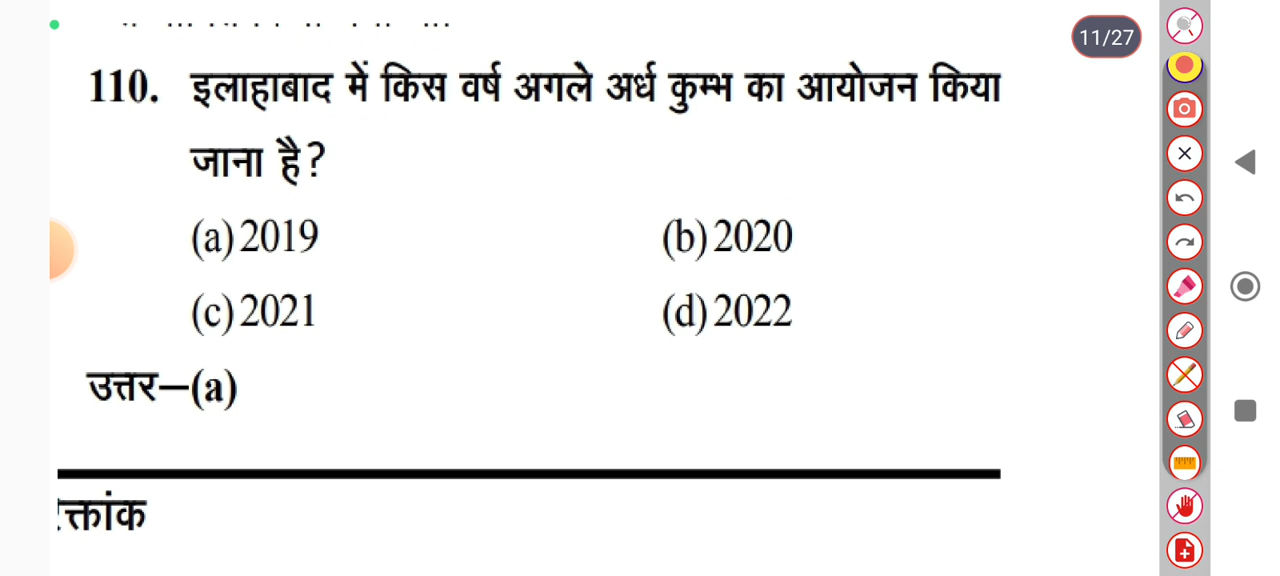 11/27
110. इलाहाबाद में किस वर्ष अगले अर्ध कुम्भ का आयोजन किया
जाना है?
(a) 2019 (b) 2020
(c) 2021 (d) 2022
उत्तर—(a)